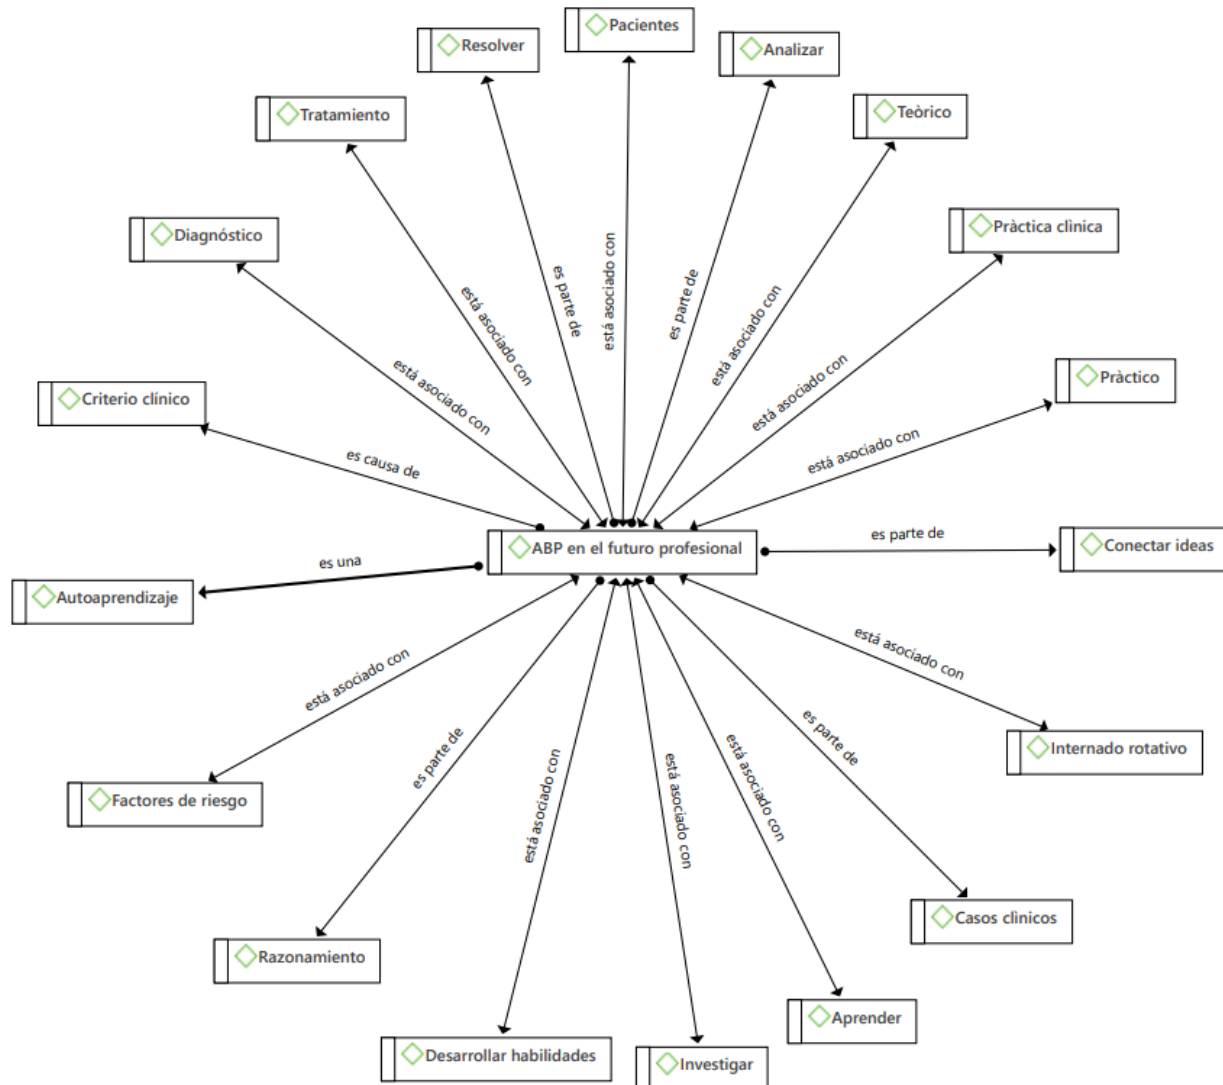 Pacientes
Resolver
Analizar
Tratamiento
Teòrico
Diagnóstico
Pràctica clìnica
Criterio clínico
Pràctico
ABP en el futuro profesional
Conectar ideas
Autoaprendizaje
Internado rotativo
Factores de riesgo
Casos clìnicos
Razonamiento
Aprender
Desarrollar habilidades
Investigar
está asociado con
es parte de
es parte de
está asociado con
está asociado con
está asociado con
está asociado con
es causa de
está asociado con
es una
es parte de
está asociado con
está asociado con
es parte de
es parte de
está asociado con
está asociado con
está asociado con